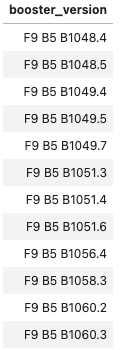 booster_version
F9 B5 B1048.4
F9 B5 B1048.5
F9 B5 B1049.4
F9 B5 B1049.5
F9 B5 B1049.7
F9 B5 B1051.3
F9 B5 B1051.4
F9 B5 B1051.6
F9 B5 B1056.4
F9 B5 B1058.3
F9 B5 B1060.2
F9 B5 B1060.3